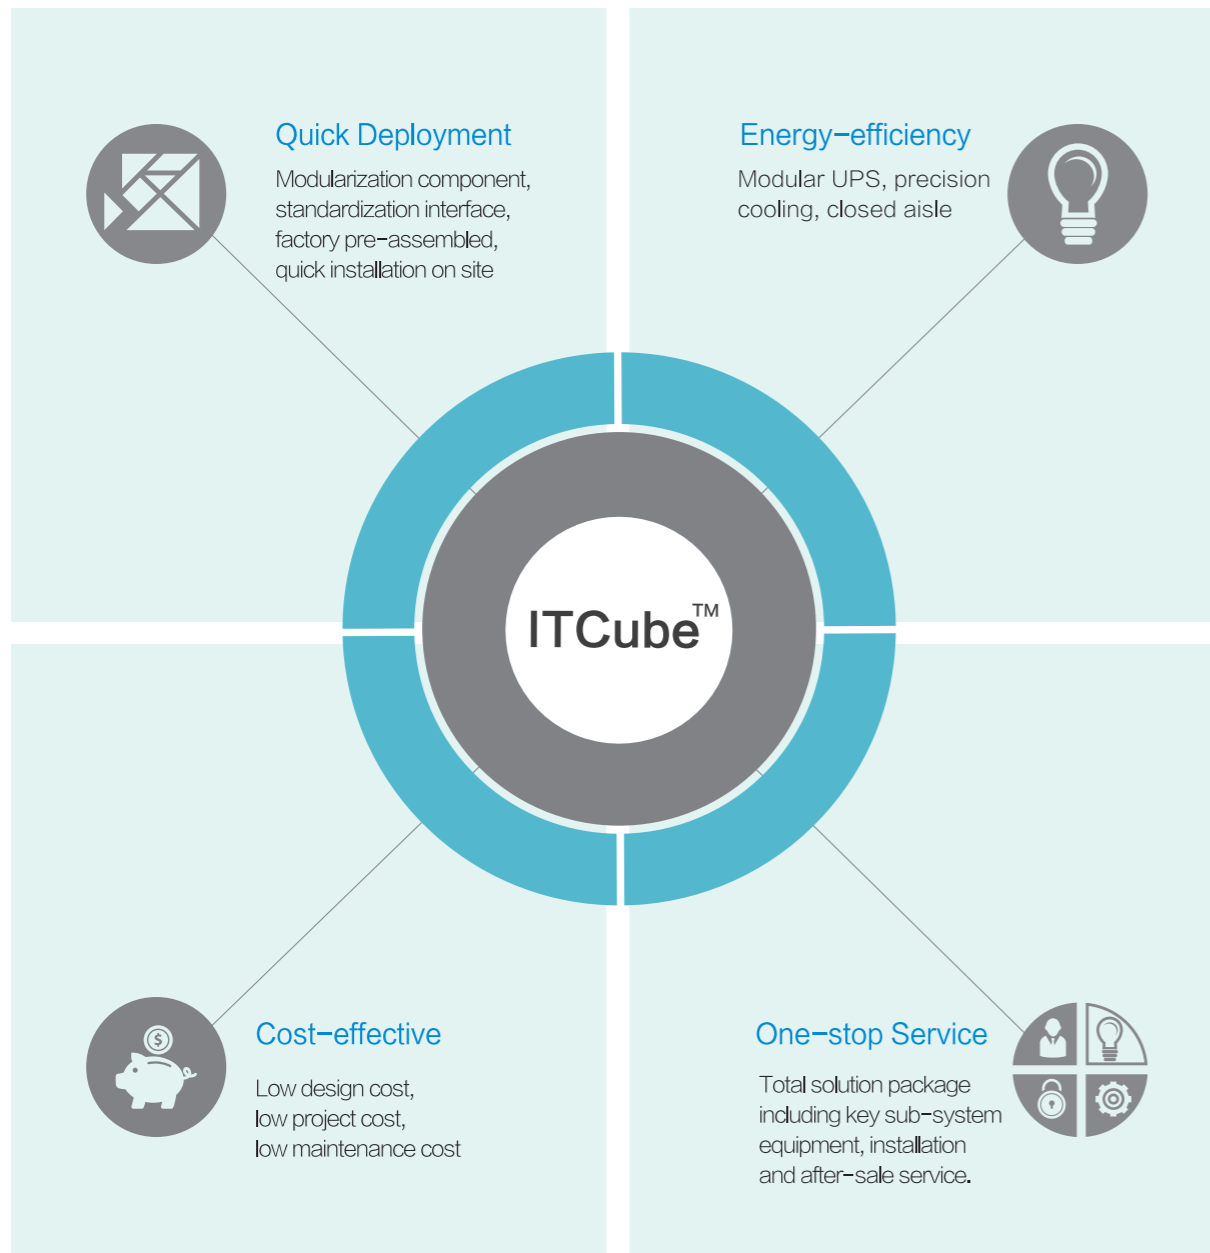 Quick Deployment
Modularization component,
standardization interface,
factory pre-assembled,
quick installation on site
Energy-efficiency
Modular UPS, precision
cooling, closed aisle
ITCube™
Cost-effective
Low design cost,
low project cost,
low maintenance cost
$
One-stop Service
Total solution package
including key sub-system
equipment, installation
and after-sale service.